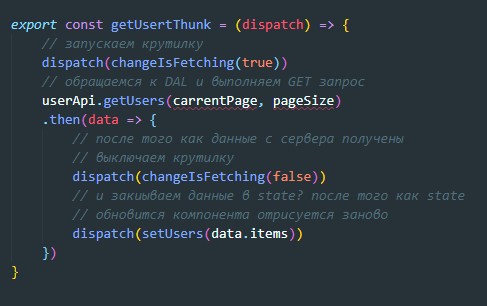 export const getUsertThunk = (dispatch) => {
// запускаем крутилку
dispatch(changeIsFetching(true))
// обращаемся к DAL и выполняем GET запрос
userApi.getUsers(carrentPage, pageSize)
.then(data => {
// после того как данные с сервера получены
// выключаем крутилку
dispatch(changeIsFetching(false))
// и закиываем данные в state? после того как state
// обновится компонента отрисуется заново
dispatch(setUsers(data.items))
})
}